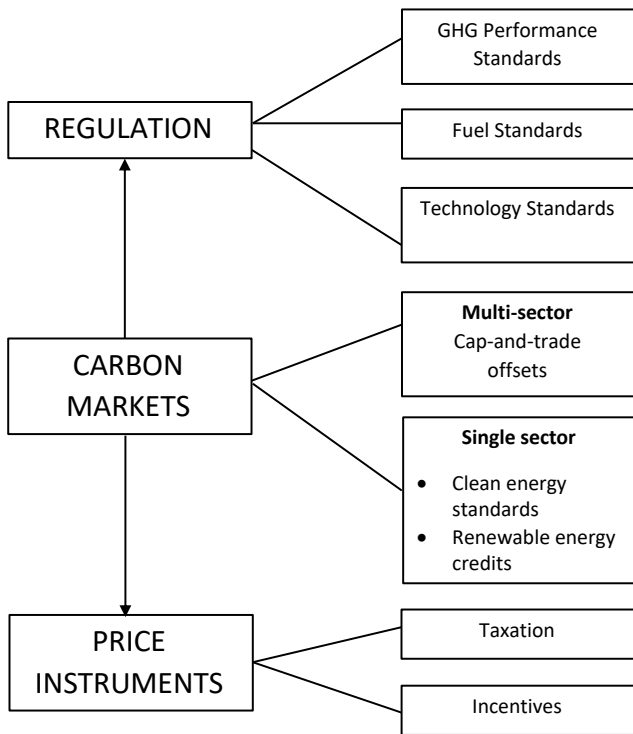 GHG Performance
Standards
REGULATION
Fuel Standards
Technology Standards
Multi-sector
Cap-and-trade
offsets
CARBON
MARKETS
Single sector
• Clean energy
standards
• Renewable energy
credits
PRICE
INSTRUMENTS
Taxation
Incentives